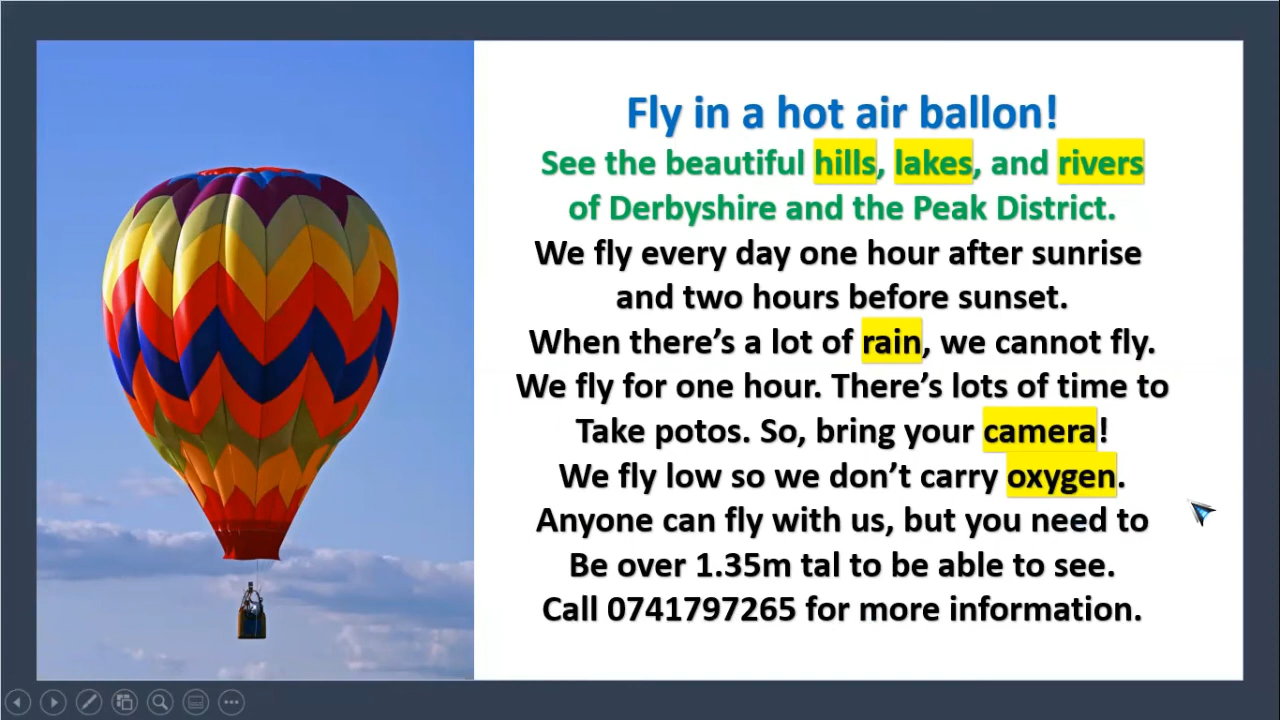 Fly in a hot air ballon!
See the beautiful hills, lakes, and rivers
of Derbyshire and the Peak District.
We fly every day one hour after sunrise
and two hours before sunset.
When there’s a lot of rain, we cannot fly.
We fly for one hour. There’s lots of time to
Take potos. So, bring your camera!
We fly low so we don’t carry oxygen.
Anyone can fly with us, but you need to
Be over 1.35m tal to be able to see.
Call 0741797265 for more information.